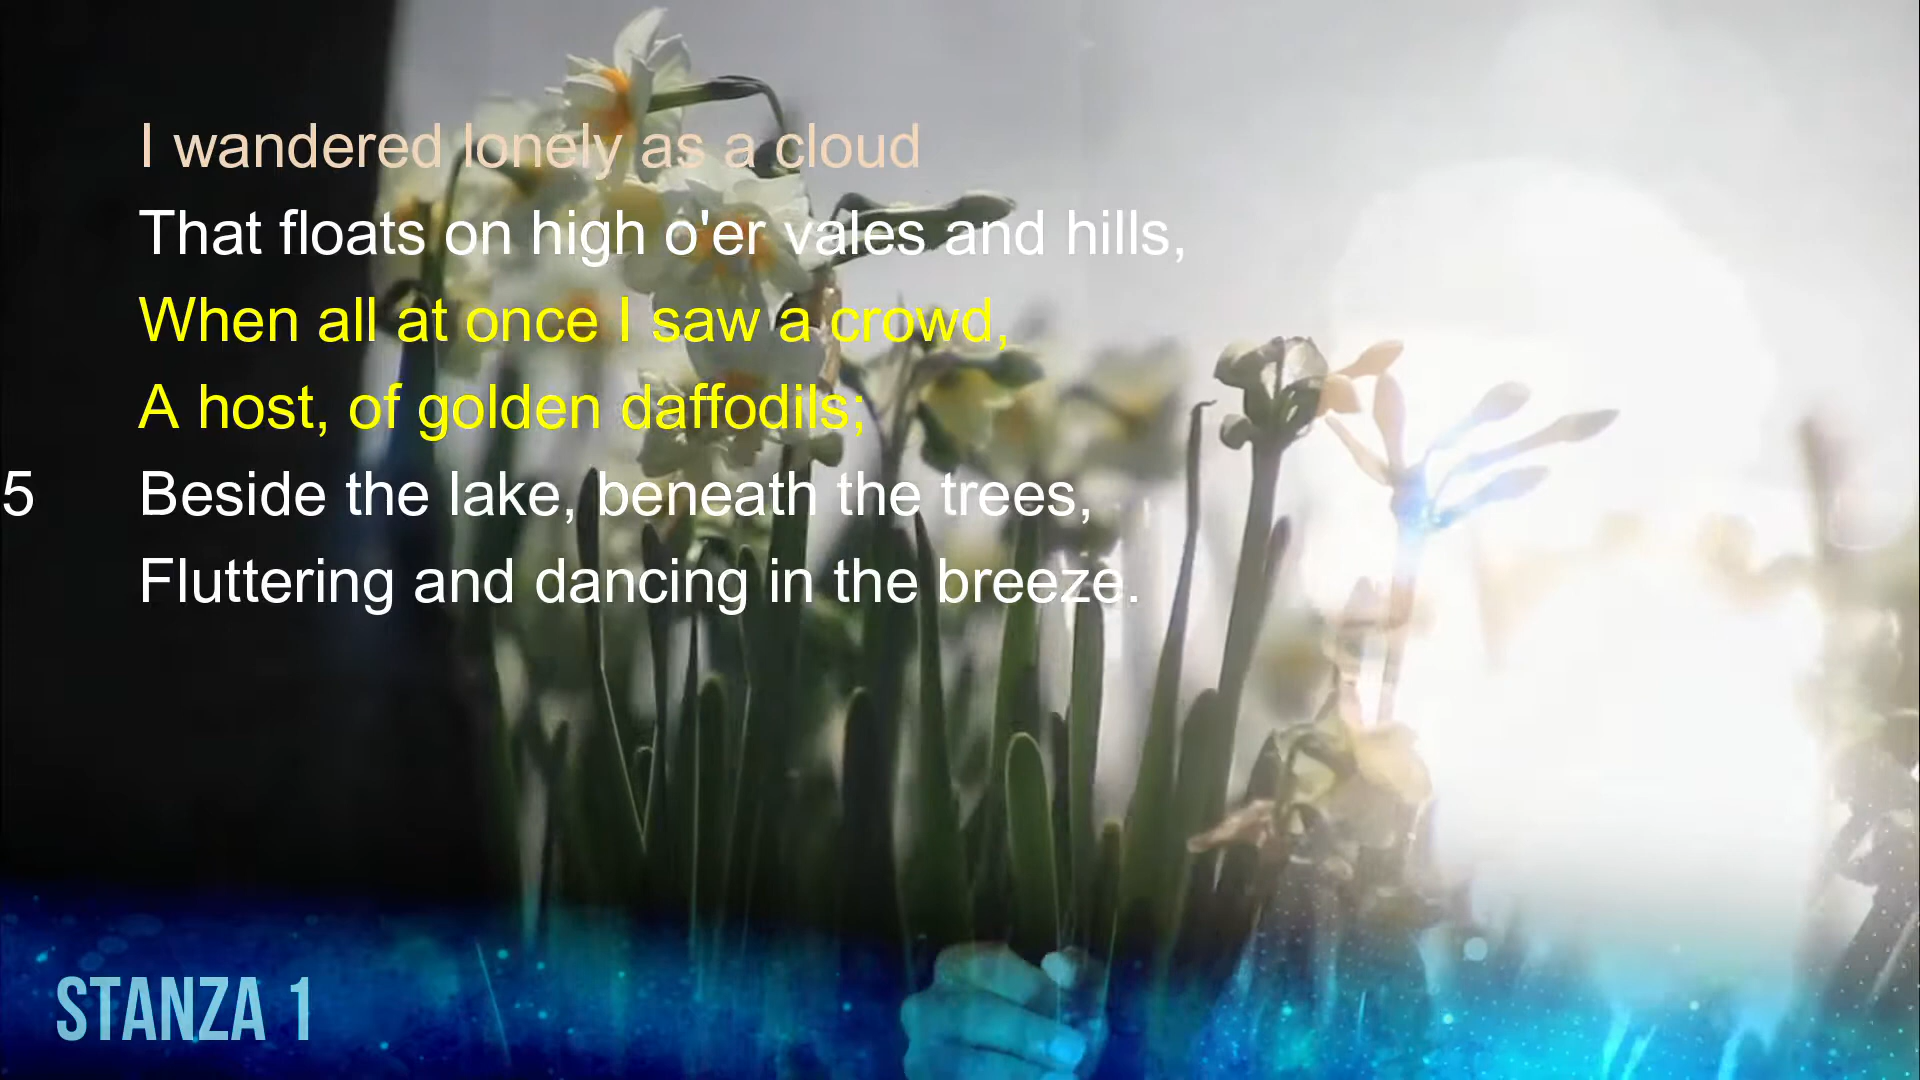 I wandered lonely as a cloud
That floats on high o'er vales and hills,
When all at once I saw a crowd,
A host, of golden daffodils;
5 Beside the lake, beneath the trees,
Fluttering and dancing in the breeze.
STANZA 1